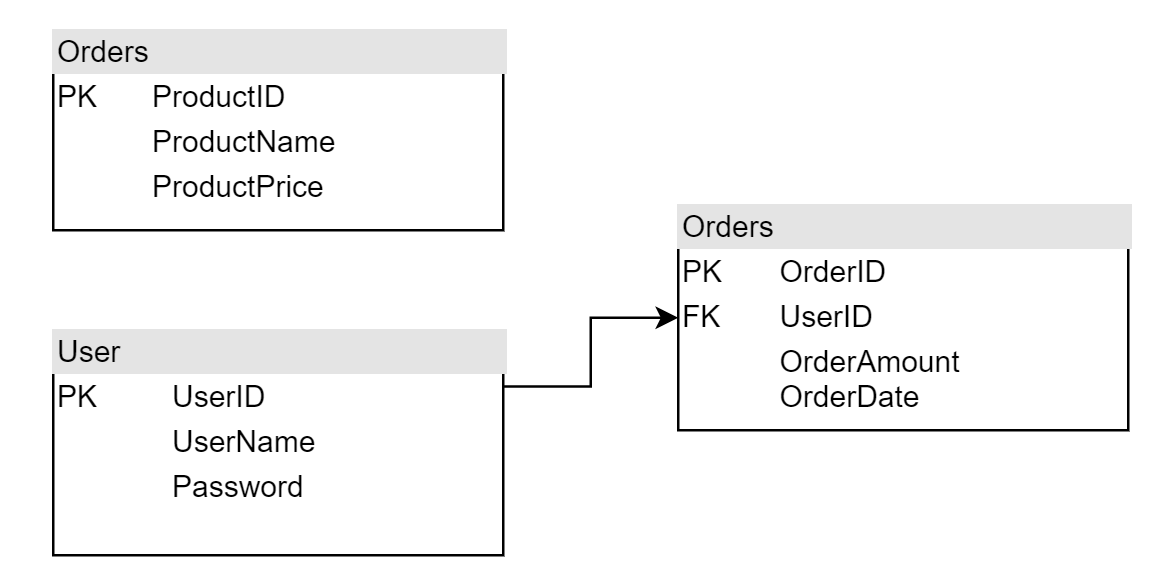 Orders
PK ProductID
ProductName
ProductPrice
Orders
PK OrderID
FK UserID
OrderAmount
OrderDate
User
PK UserID
UserName
Password